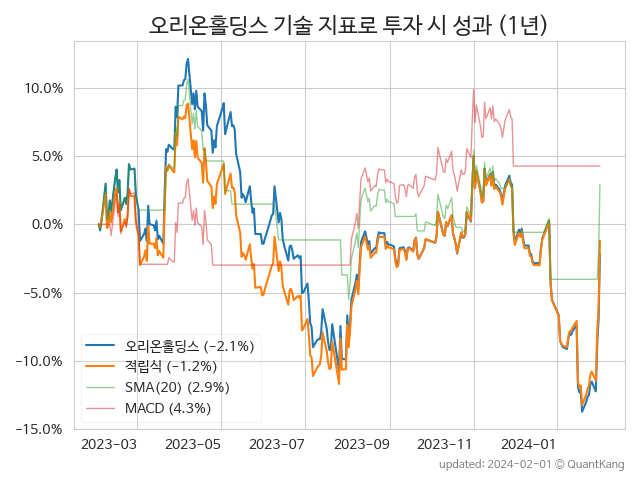 오리온홀딩스 기술 지표로 투자 시 성과 (1년)
10.0%
5.0%
0.0%
−5.0%
−10.0%
−15.0%
오리온홀딩스 (−2.1%)
적립식 (−1.2%)
SMA(20) (2.9%)
MACD (4.3%)
2023−03 2023−05 2023−07 2023−09 2023−11 2024−01
updated: 2024−02−01 © QuantKang